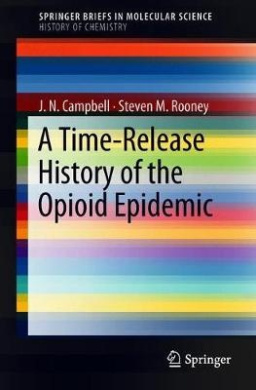 SPRINGER BRIEFS IN MOLECULAR SCIENCE
HISTORY OF CHEMISTRY
J. N. Campbell · Steven M. Rooney
A Time-Release
History of the
Opioid Epidemic
Springer